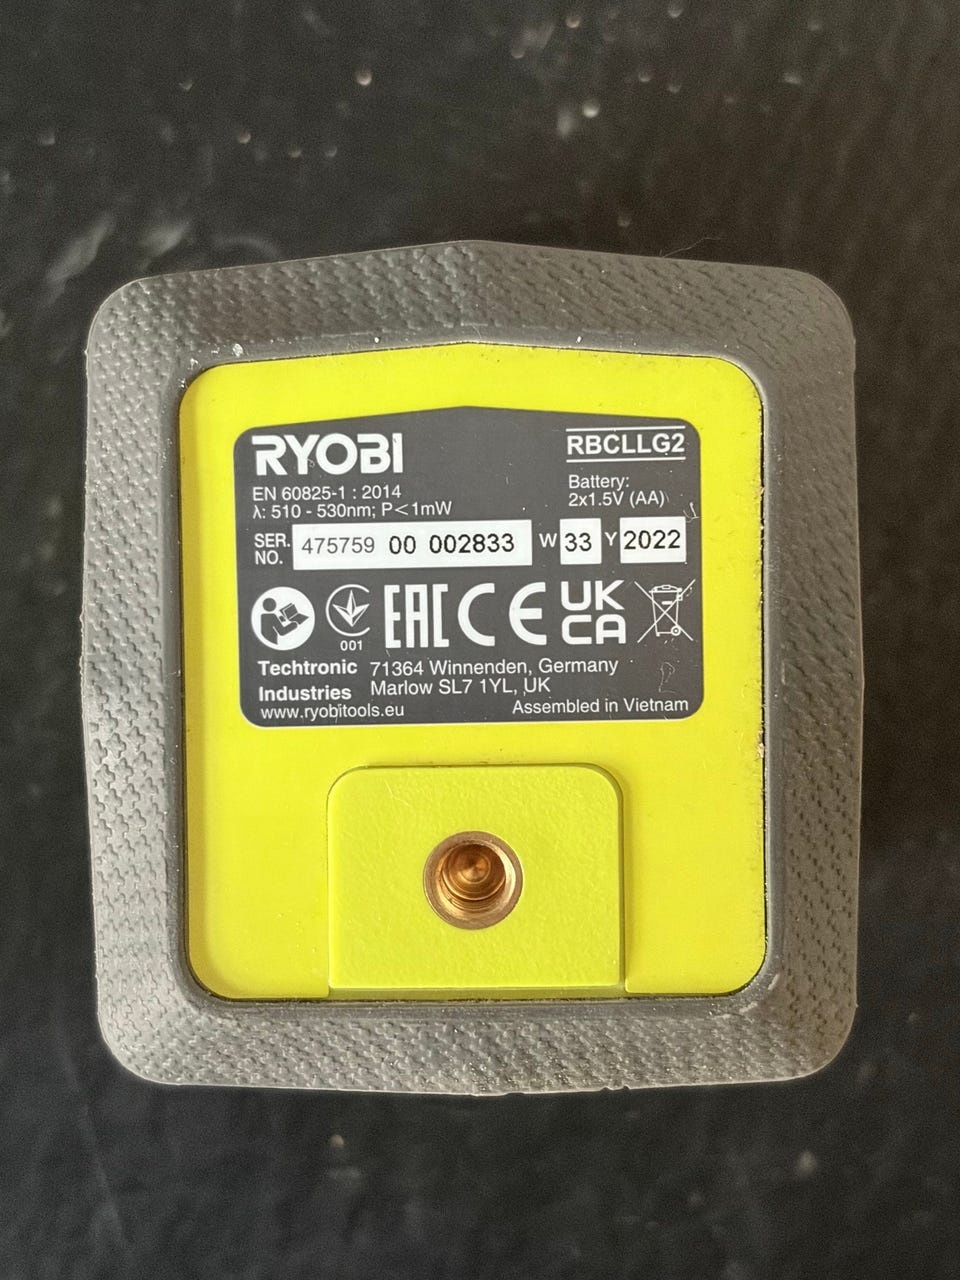 RYOBI
RBCLLG2
EN 60825-1 : 2014
λ: 510 - 530nm; P<1mW
Battery:
2x1.5V (AA)
SER. NO. 475759 00 002833 W 33 Y 2022
001
EAC CE UK CA
Techtronic Industries
71364 Winnenden, Germany
Marlow SL7 1YL, UK
www.ryobitools.eu
Assembled in Vietnam